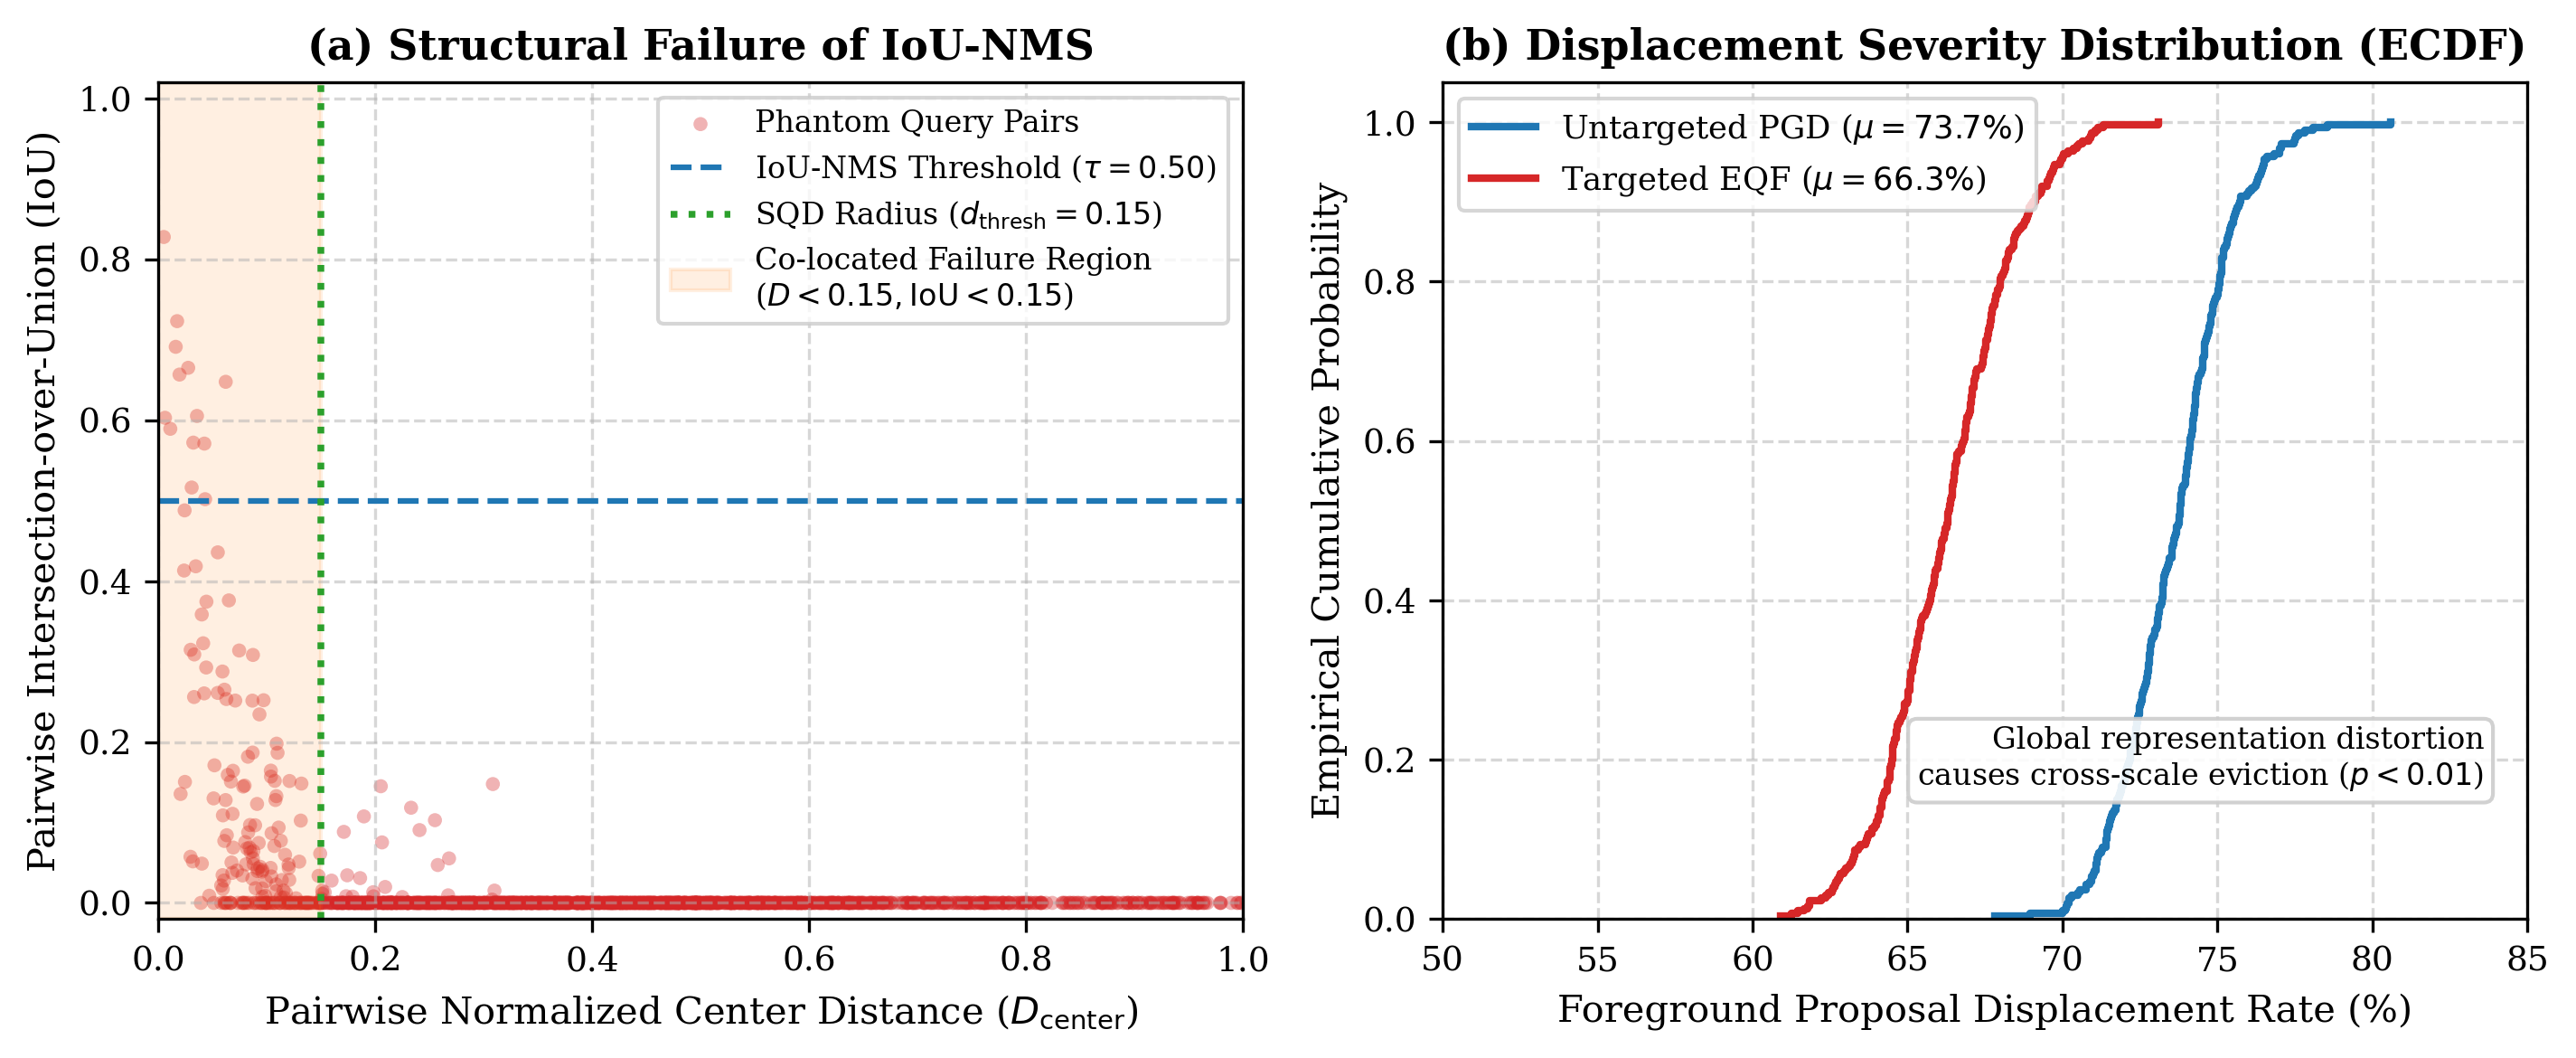 (a) Structural Failure of IoU-NMS
Pairwise Intersection-over-Union (IoU)
1.0
0.8
0.6
0.4
0.2
0.0
Phantom Query Pairs
IoU-NMS Threshold (τ = 0.50)
SQD Radius (d_thresh = 0.15)
Co-located Failure Region
(D < 0.15, IoU < 0.15)
0.0 0.2 0.4 0.6 0.8 1.0
Pairwise Normalized Center Distance (D_center)
(b) Displacement Severity Distribution (ECDF)
Empirical Cumulative Probability
1.0
0.8
0.6
0.4
0.2
0.0
Untargeted PGD (μ = 73.7%)
Targeted EQF (μ = 66.3%)
Global representation distortion
causes cross-scale eviction (p < 0.01)
50 55 60 65 70 75 80 85
Foreground Proposal Displacement Rate (%)